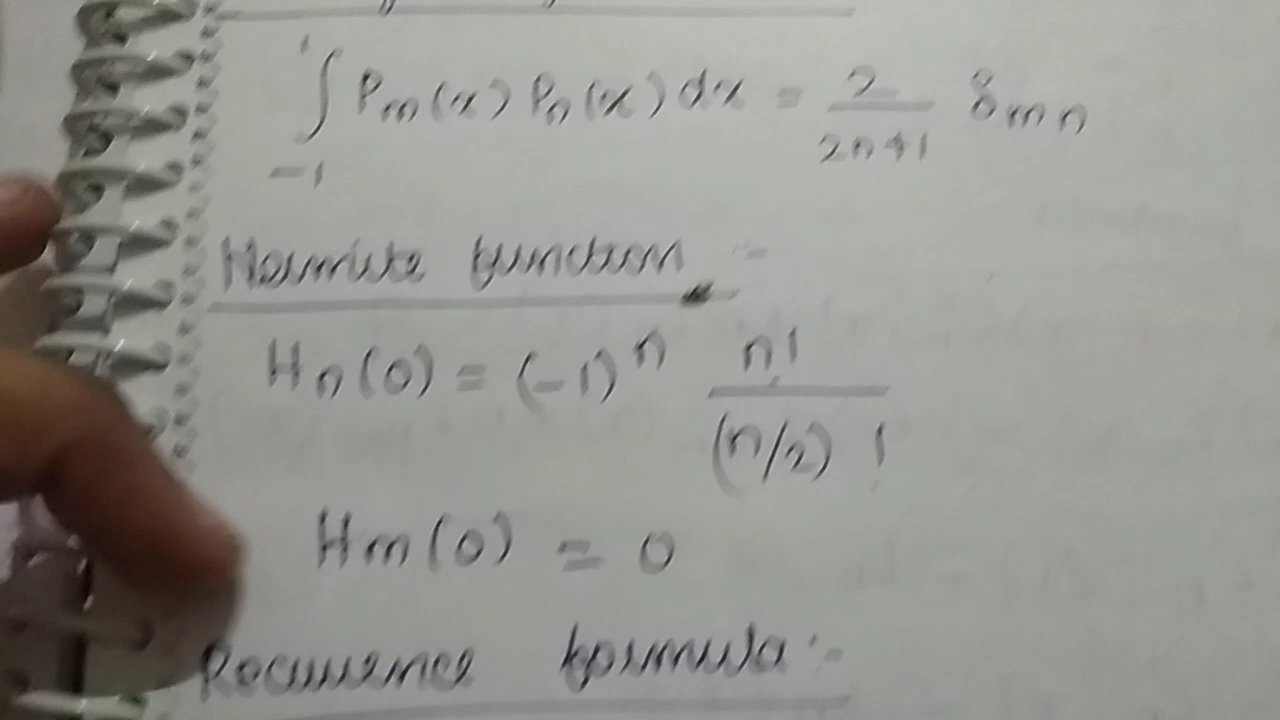 ∫₋₁¹ Pm(x) Pn(x) dx = 2/(2n+1) δmn
Hermite function :-
Hn(0) = (-1)^n n!/(n/2)!
Hm(0) = 0
Recurrence formula :-